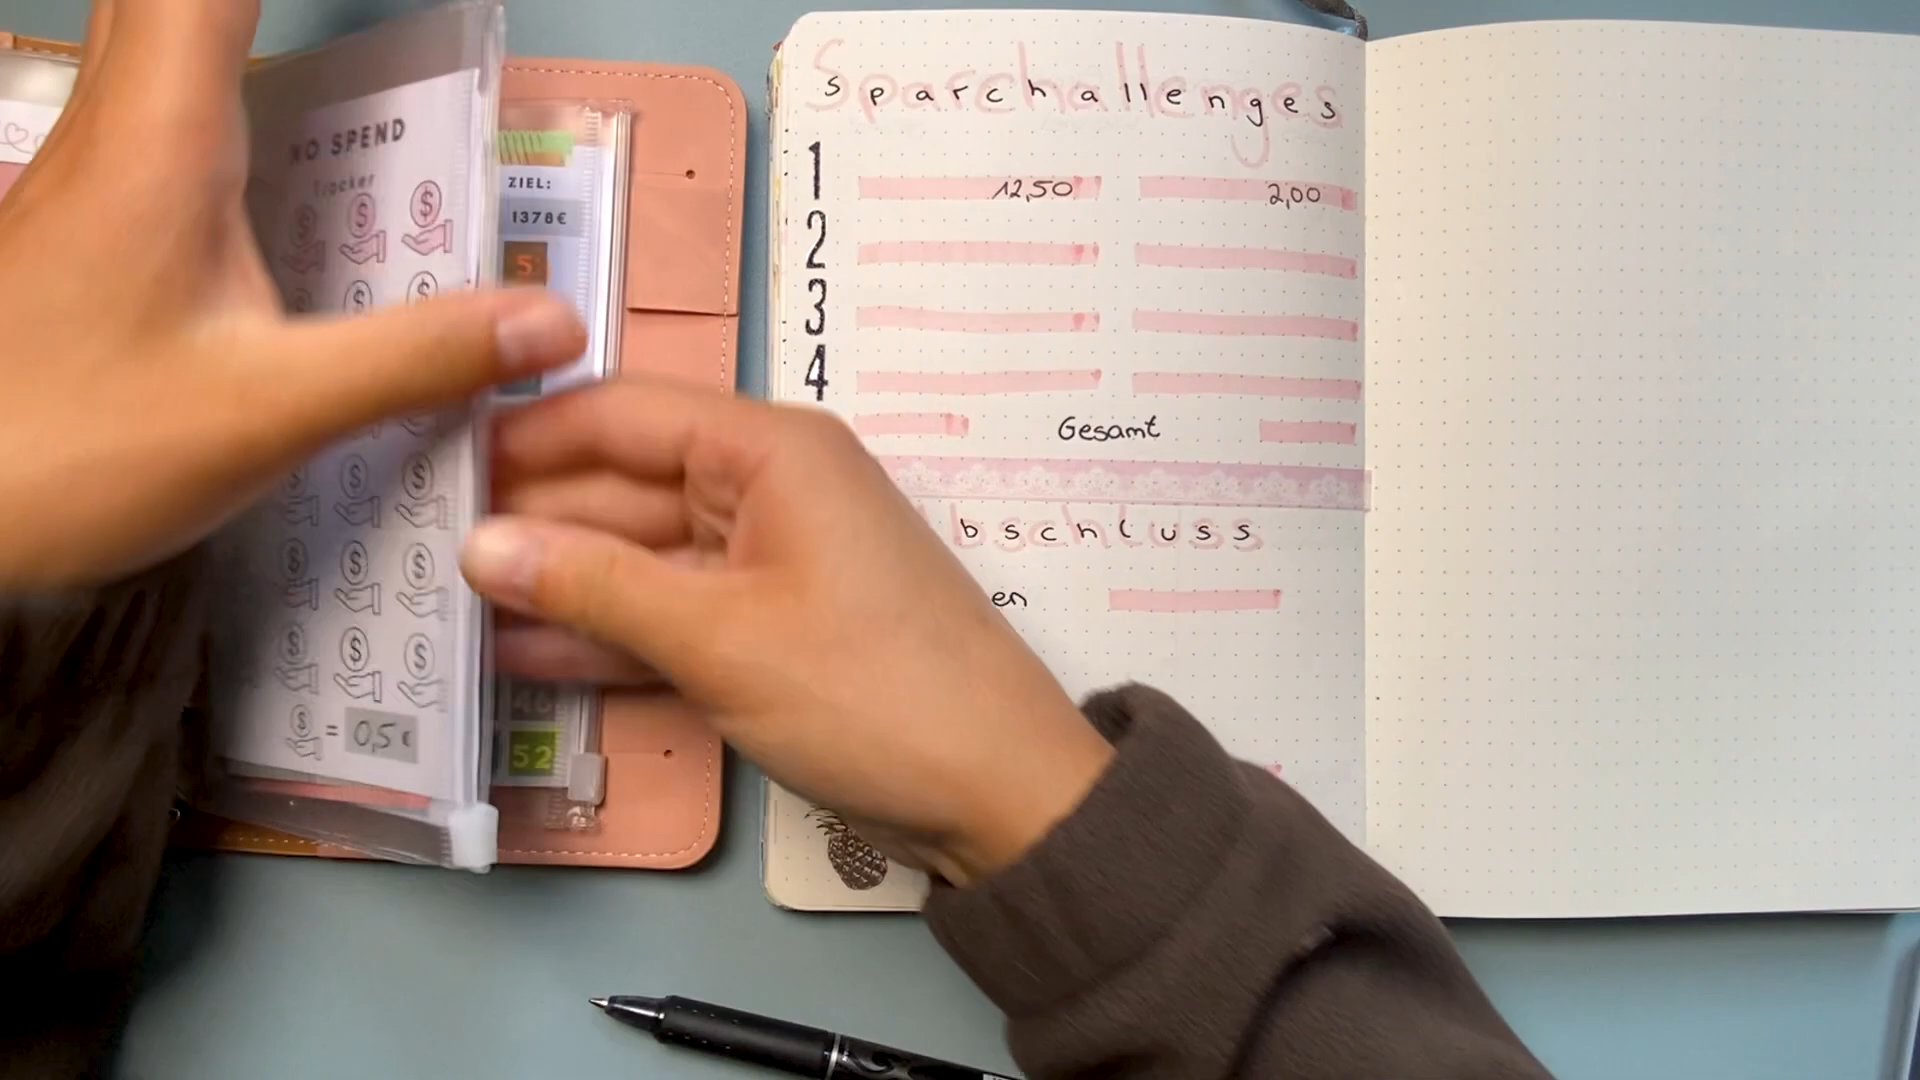 NO SPEND
Tracker
= 0,5 €
ZIEL:
1378€
5
46
52
Sparchallenges
1 12,50 2,00
2
3
4
Gesamt
bschluss
en